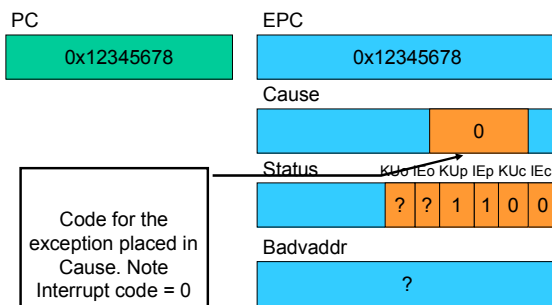 PC
EPC
0x12345678
0x12345678
Cause
0
Status
KUo IEo KUp IEp KUc IEc
? ? 1 1 0 0
Code for the
exception placed in
Cause. Note
Interrupt code = 0
Badvaddr
?